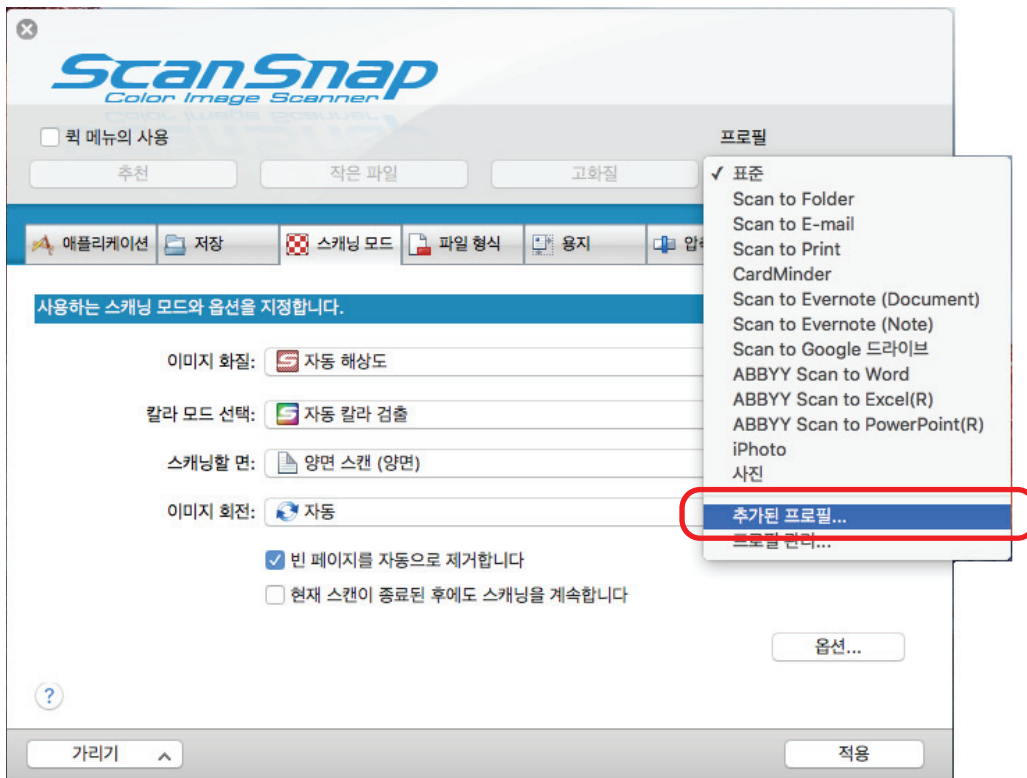 ScanSnap
Color Image Scanner
퀵 메뉴의 사용
프로필
추천
작은 파일
고화질
✓ 표준
Scan to Folder
Scan to E-mail
Scan to Print
CardMinder
Scan to Evernote (Document)
Scan to Evernote (Note)
Scan to Google 드라이브
ABBYY Scan to Word
ABBYY Scan to Excel(R)
ABBYY Scan to PowerPoint(R)
iPhoto
사진
추가된 프로필...
프로필 관리...
애플리케이션
저장
스캐닝 모드
파일 형식
용지
사용하는 스캐닝 모드와 옵션을 지정합니다.
이미지 화질: 자동 해상도
칼라 모드 선택: 자동 칼라 검출
스캐닝할 면: 양면 스캔 (양면)
이미지 회전: 자동
빈 페이지를 자동으로 제거합니다
현재 스캔이 종료된 후에도 스캐닝을 계속합니다
옵션...
?
가리기
적용